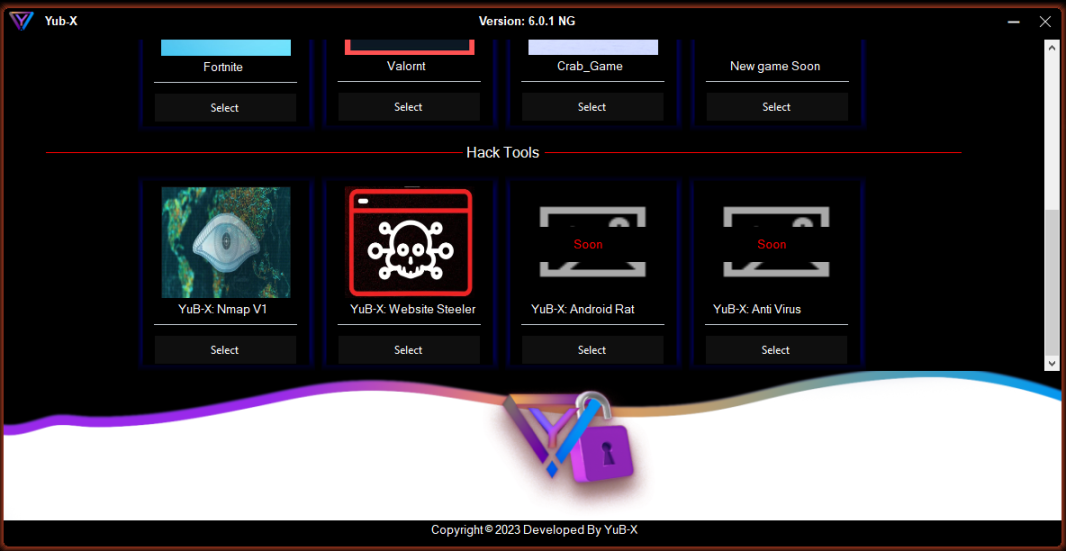 Yub-X
Version: 6.0.1 NG
Fortnite
Valornt
Crab_Game
New game Soon
Select
Select
Select
Select
Hack Tools
Soon
Soon
YuB-X: Nmap V1
YuB-X: Website Steeler
YuB-X: Android Rat
YuB-X: Anti Virus
Select
Select
Select
Select
Copyright© 2023 Developed By YuB-X